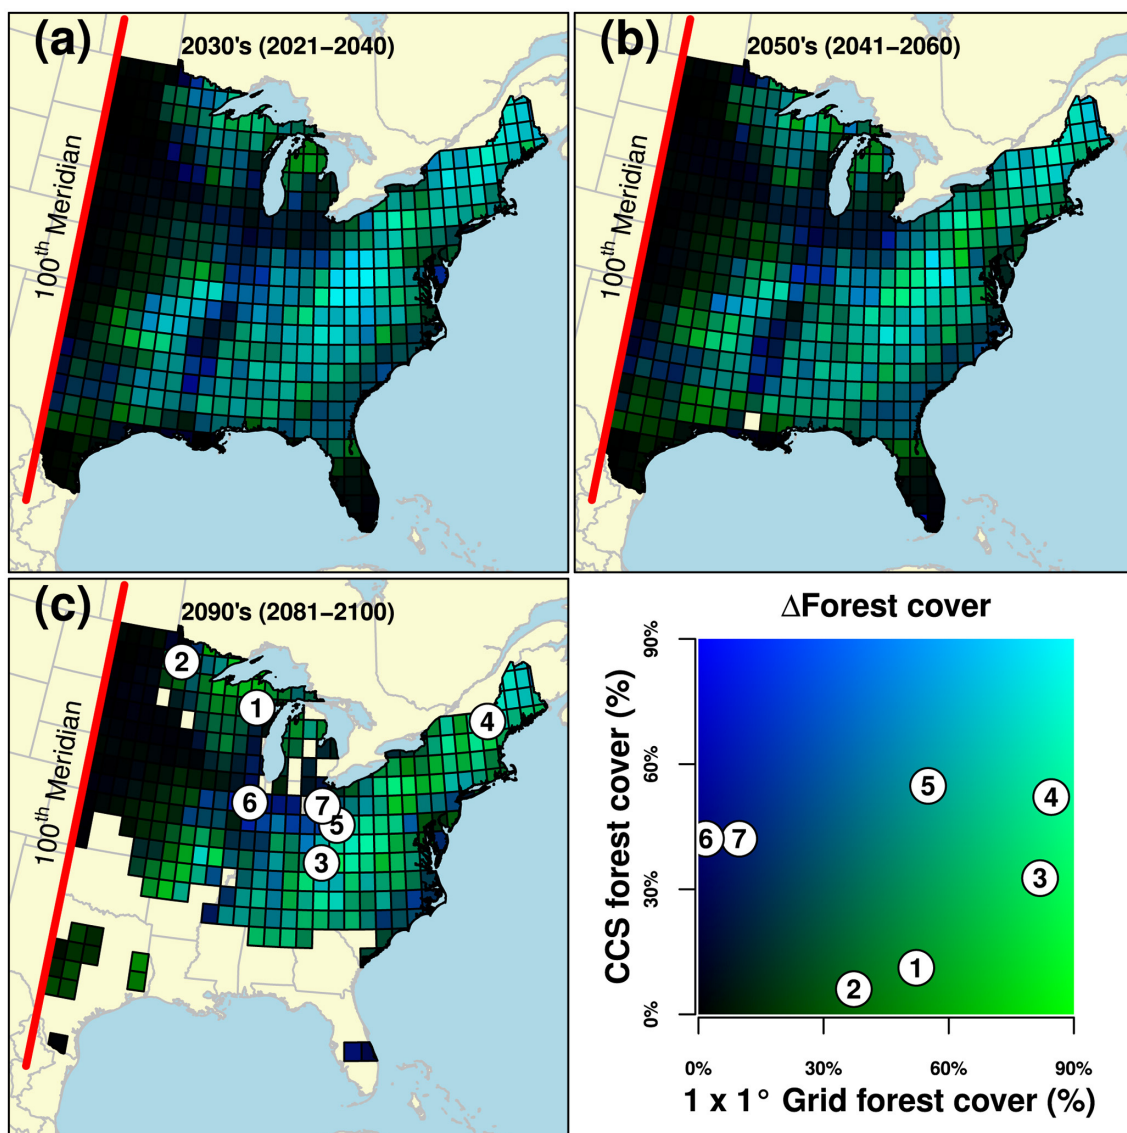 (a)
2030's (2021−2040)
100th Meridian
(b)
2050's (2041−2060)
100th Meridian
(c)
2090's (2081−2100)
100th Meridian
2
1
4
6
7
5
3
ΔForest cover
CCS forest cover (%)
90%
60%
30%
0%
5
4
6
7
3
1
2
0%
30%
60%
90%
1 x 1° Grid forest cover (%)